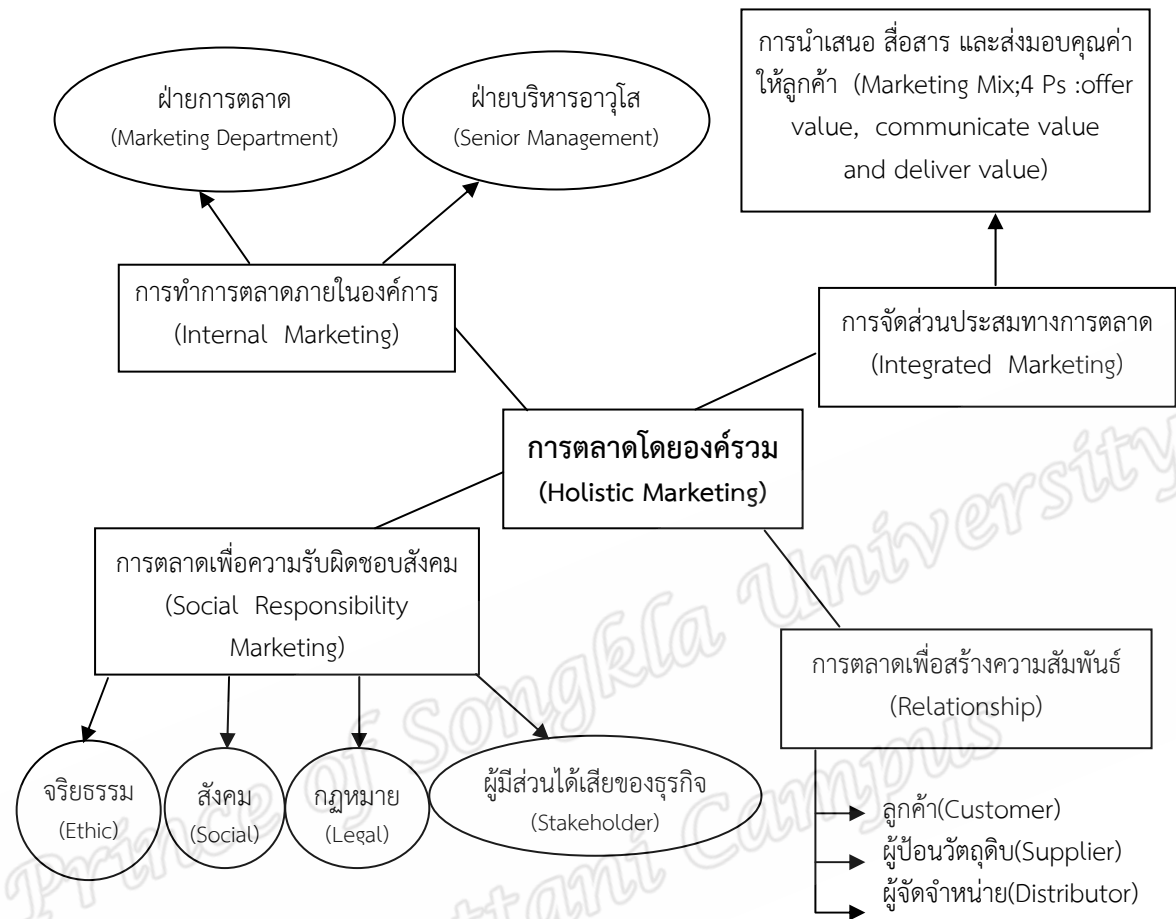 ฝ่ายการตลาด
(Marketing Department)
ฝ่ายบริหารอาวุโส
(Senior Management)
การนำเสนอ สื่อสาร และส่งมอบคุณค่า
ให้ลูกค้า (Marketing Mix;4 Ps :offer
value, communicate value
and deliver value)
การทำการตลาดภายในองค์การ
(Internal Marketing)
การจัดส่วนประสมทางการตลาด
(Integrated Marketing)
การตลาดโดยองค์รวม
(Holistic Marketing)
การตลาดเพื่อความรับผิดชอบสังคม
(Social Responsibility
Marketing)
การตลาดเพื่อสร้างความสัมพันธ์
(Relationship)
จริยธรรม
(Ethic)
สังคม
(Social)
กฎหมาย
(Legal)
ผู้มีส่วนได้เสียของธุรกิจ
(Stakeholder)
ลูกค้า(Customer)
ผู้ป้อนวัตถุดิบ(Supplier)
ผู้จัดจำหน่าย(Distributor)
Prince of Songkla University
Campus